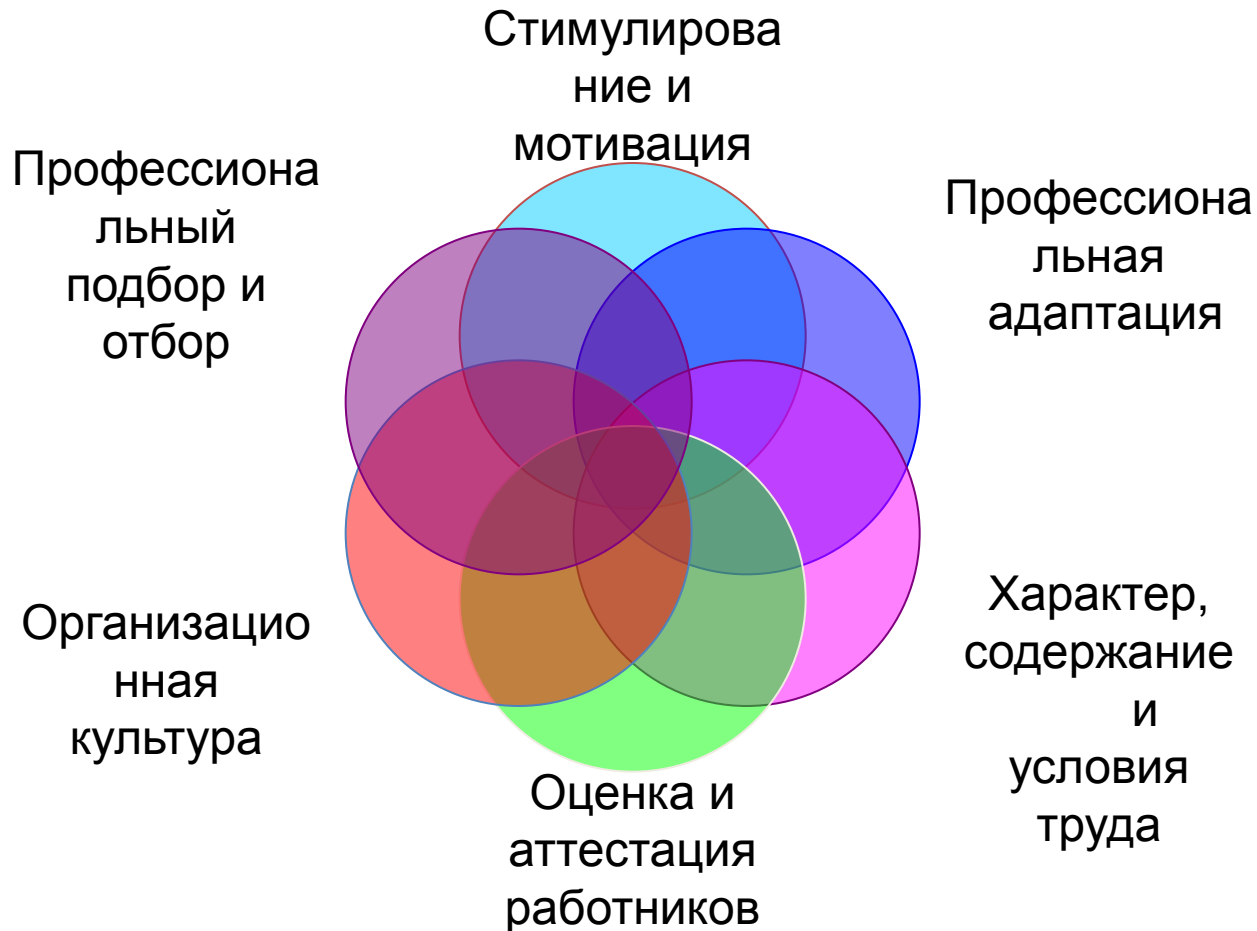 Стимулирова
ние и
мотивация
Профессиона
льная
адаптация
Характер,
содержание
и
условия
труда
Оценка и
аттестация
работников
Организацио
нная
культура
Профессиона
льный
подбор и
отбор